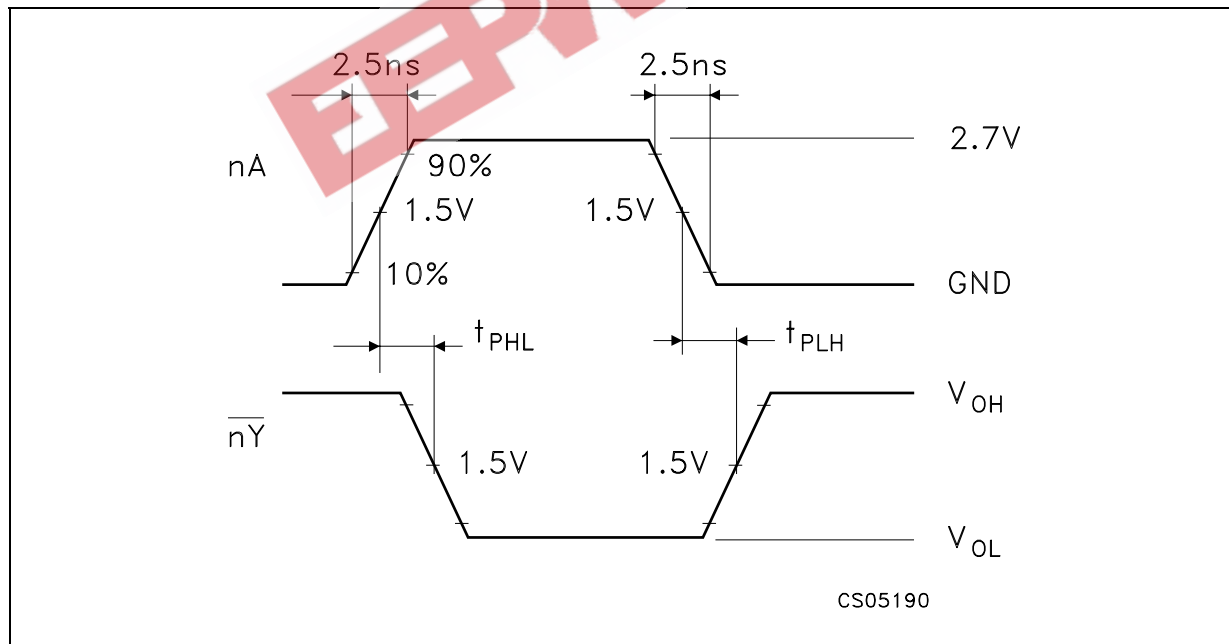 2.5ns
2.5ns
2.7V
nA
90%
1.5V
1.5V
10%
GND
tPHL
tPLH
VOH
nY
1.5V
1.5V
VOL
CS05190